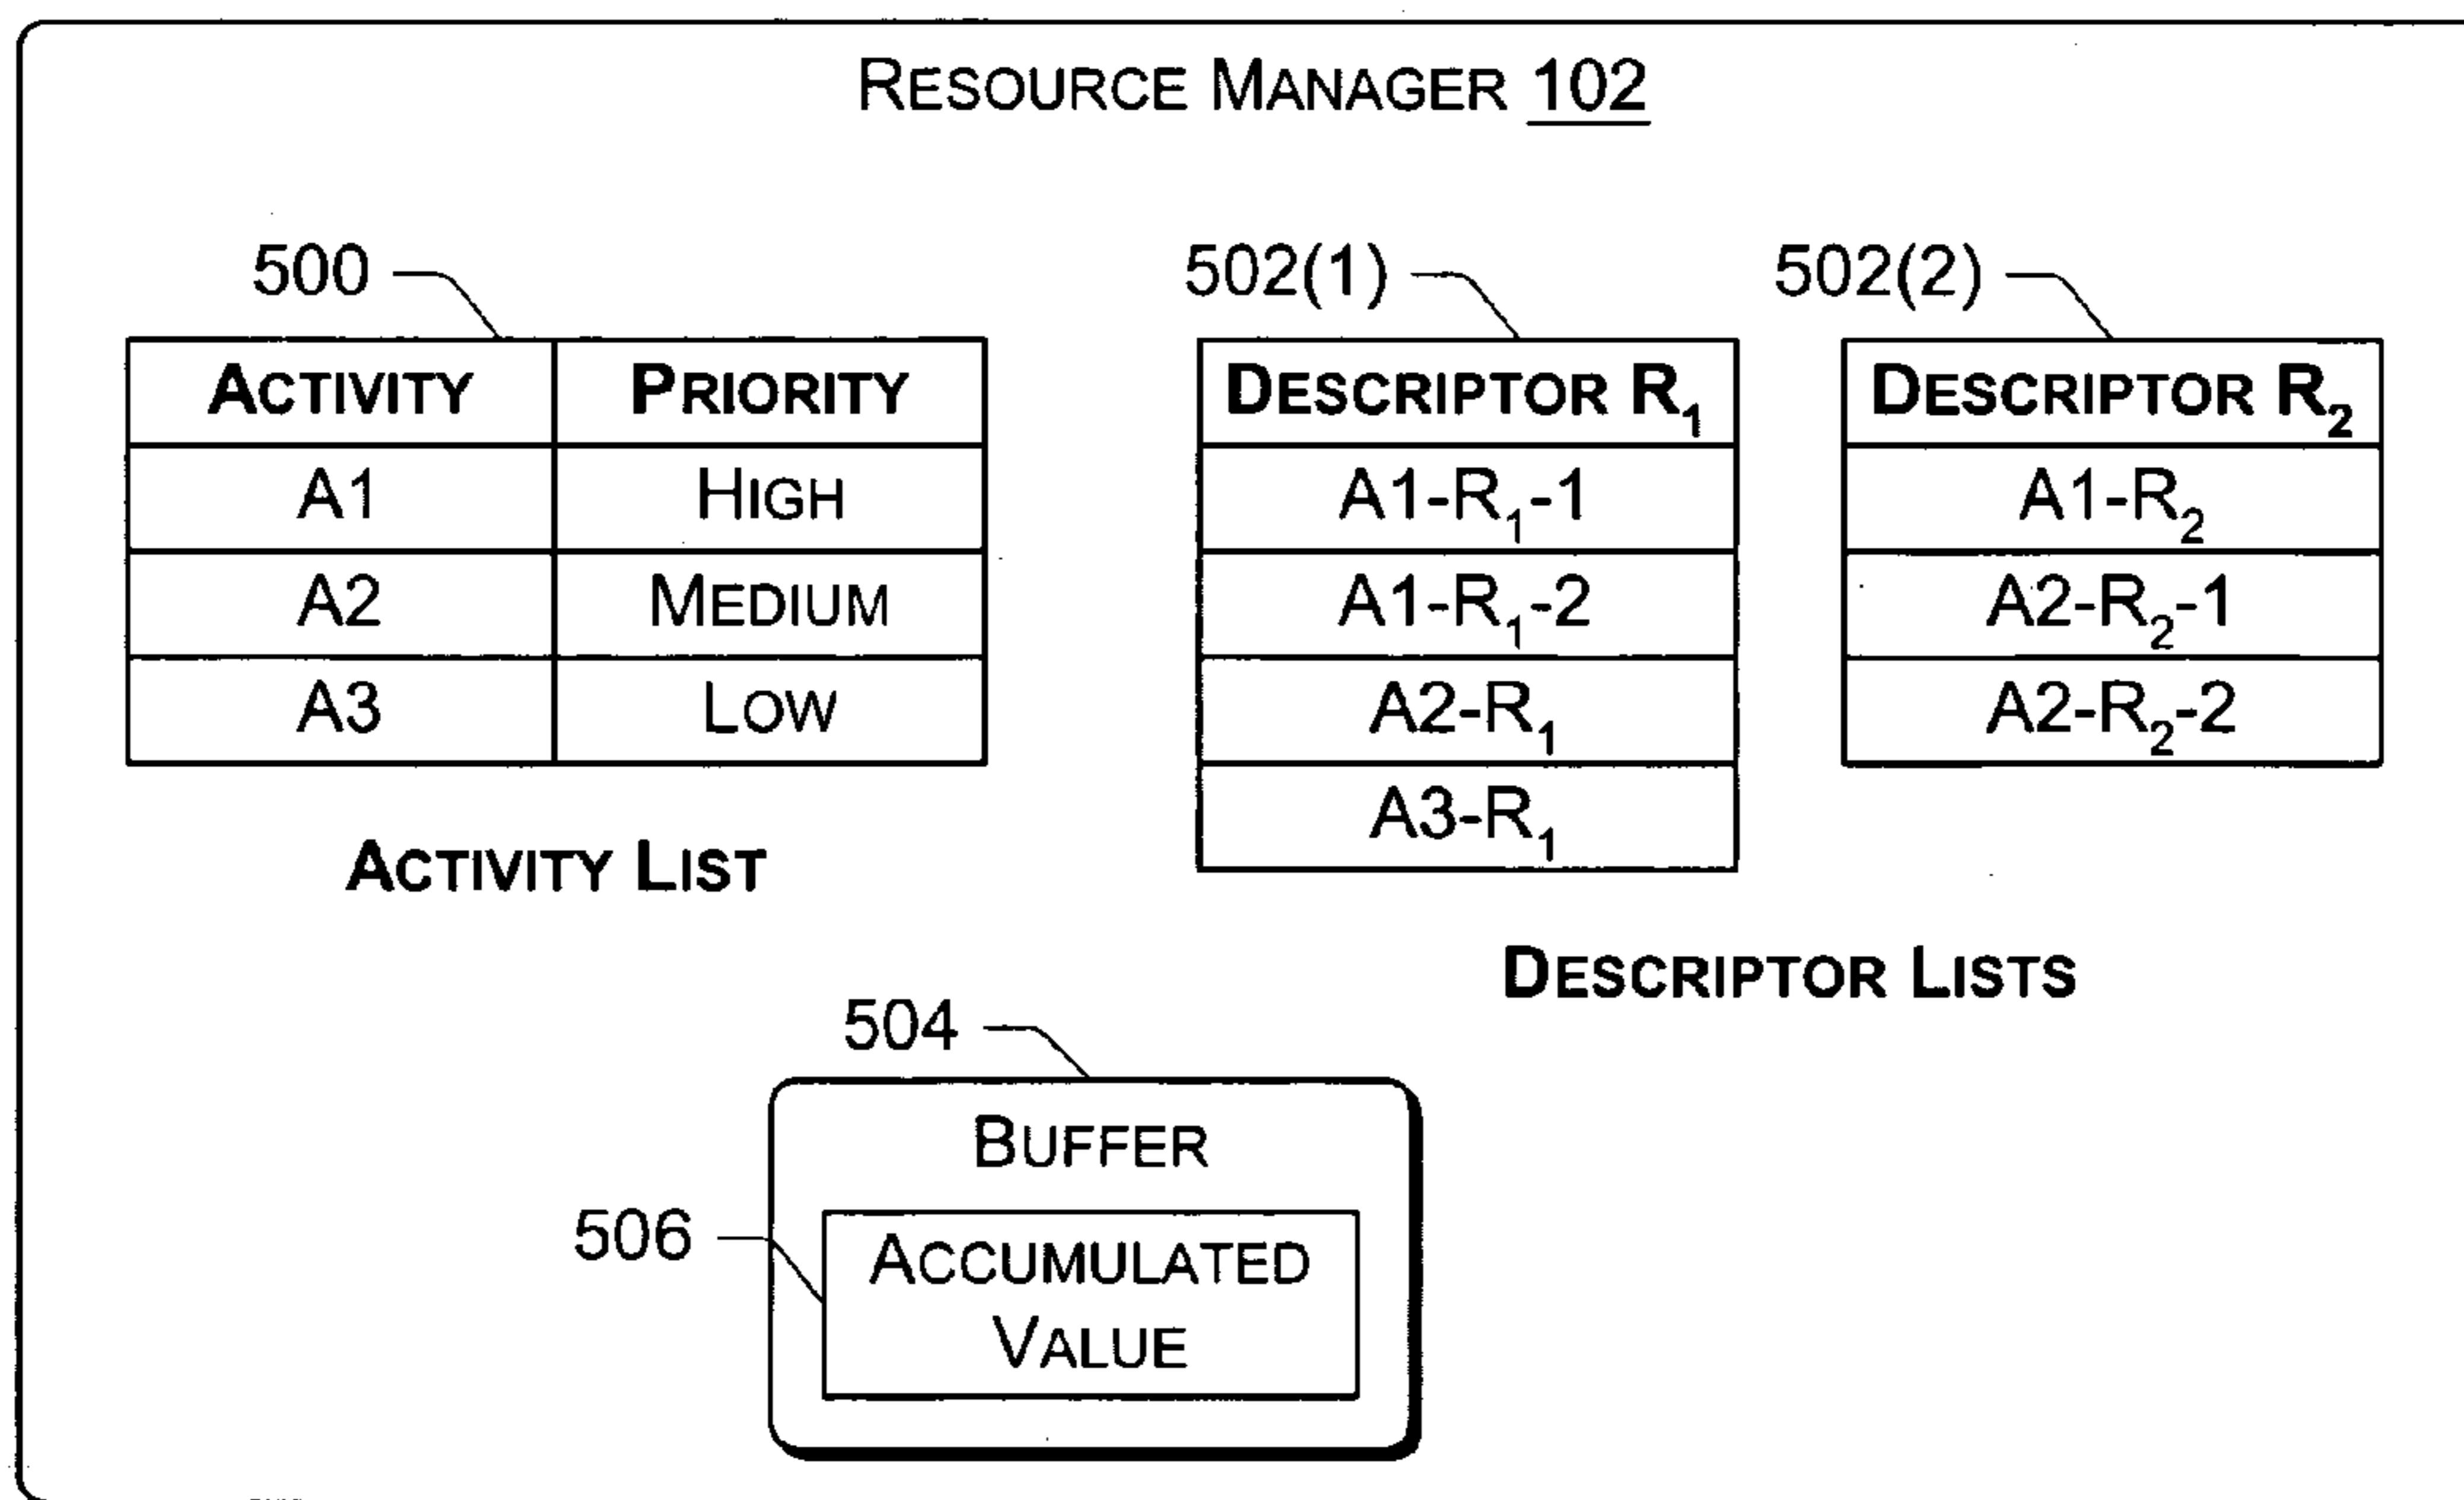 RESOURCE MANAGER 102
500
502(1)
502(2)
ACTIVITY PRIORITY
A1 HIGH
A2 MEDIUM
A3 LOW
ACTIVITY LIST
DESCRIPTOR R₁
A1-R₁-1
A1-R₁-2
A2-R₁
A3-R₁
DESCRIPTOR R₂
A1-R₂
A2-R₂-1
A2-R₂-2
DESCRIPTOR LISTS
504
BUFFER
506
ACCUMULATED
VALUE